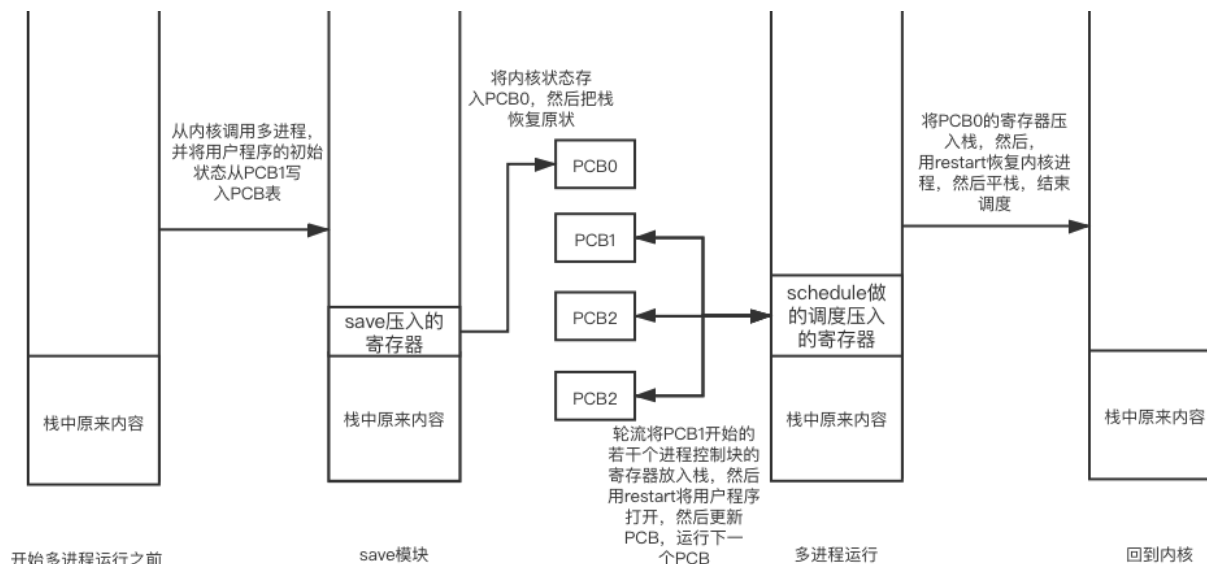 从内核调用多进程，
并将用户程序的初始
状态从PCB1写
入PCB表
栈中原来内容
开始多进程运行之前
save压入的
寄存器
栈中原来内容
save模块
将内核状态存
入PCB0，然后把栈
恢复原状
PCB0
PCB1
PCB2
PCB2
轮流将PCB1开始的
若干个进程控制块的
寄存器放入栈，然后
用restart将用户程序
打开，然后更新
PCB，运行下一
个PCB
schedule做
的调度压入
的寄存器
栈中原来内容
多进程运行
将PCB0的寄存器压
入栈，然后，
用restart恢复内核进
程，然后平栈，结束
调度
栈中原来内容
回到内核